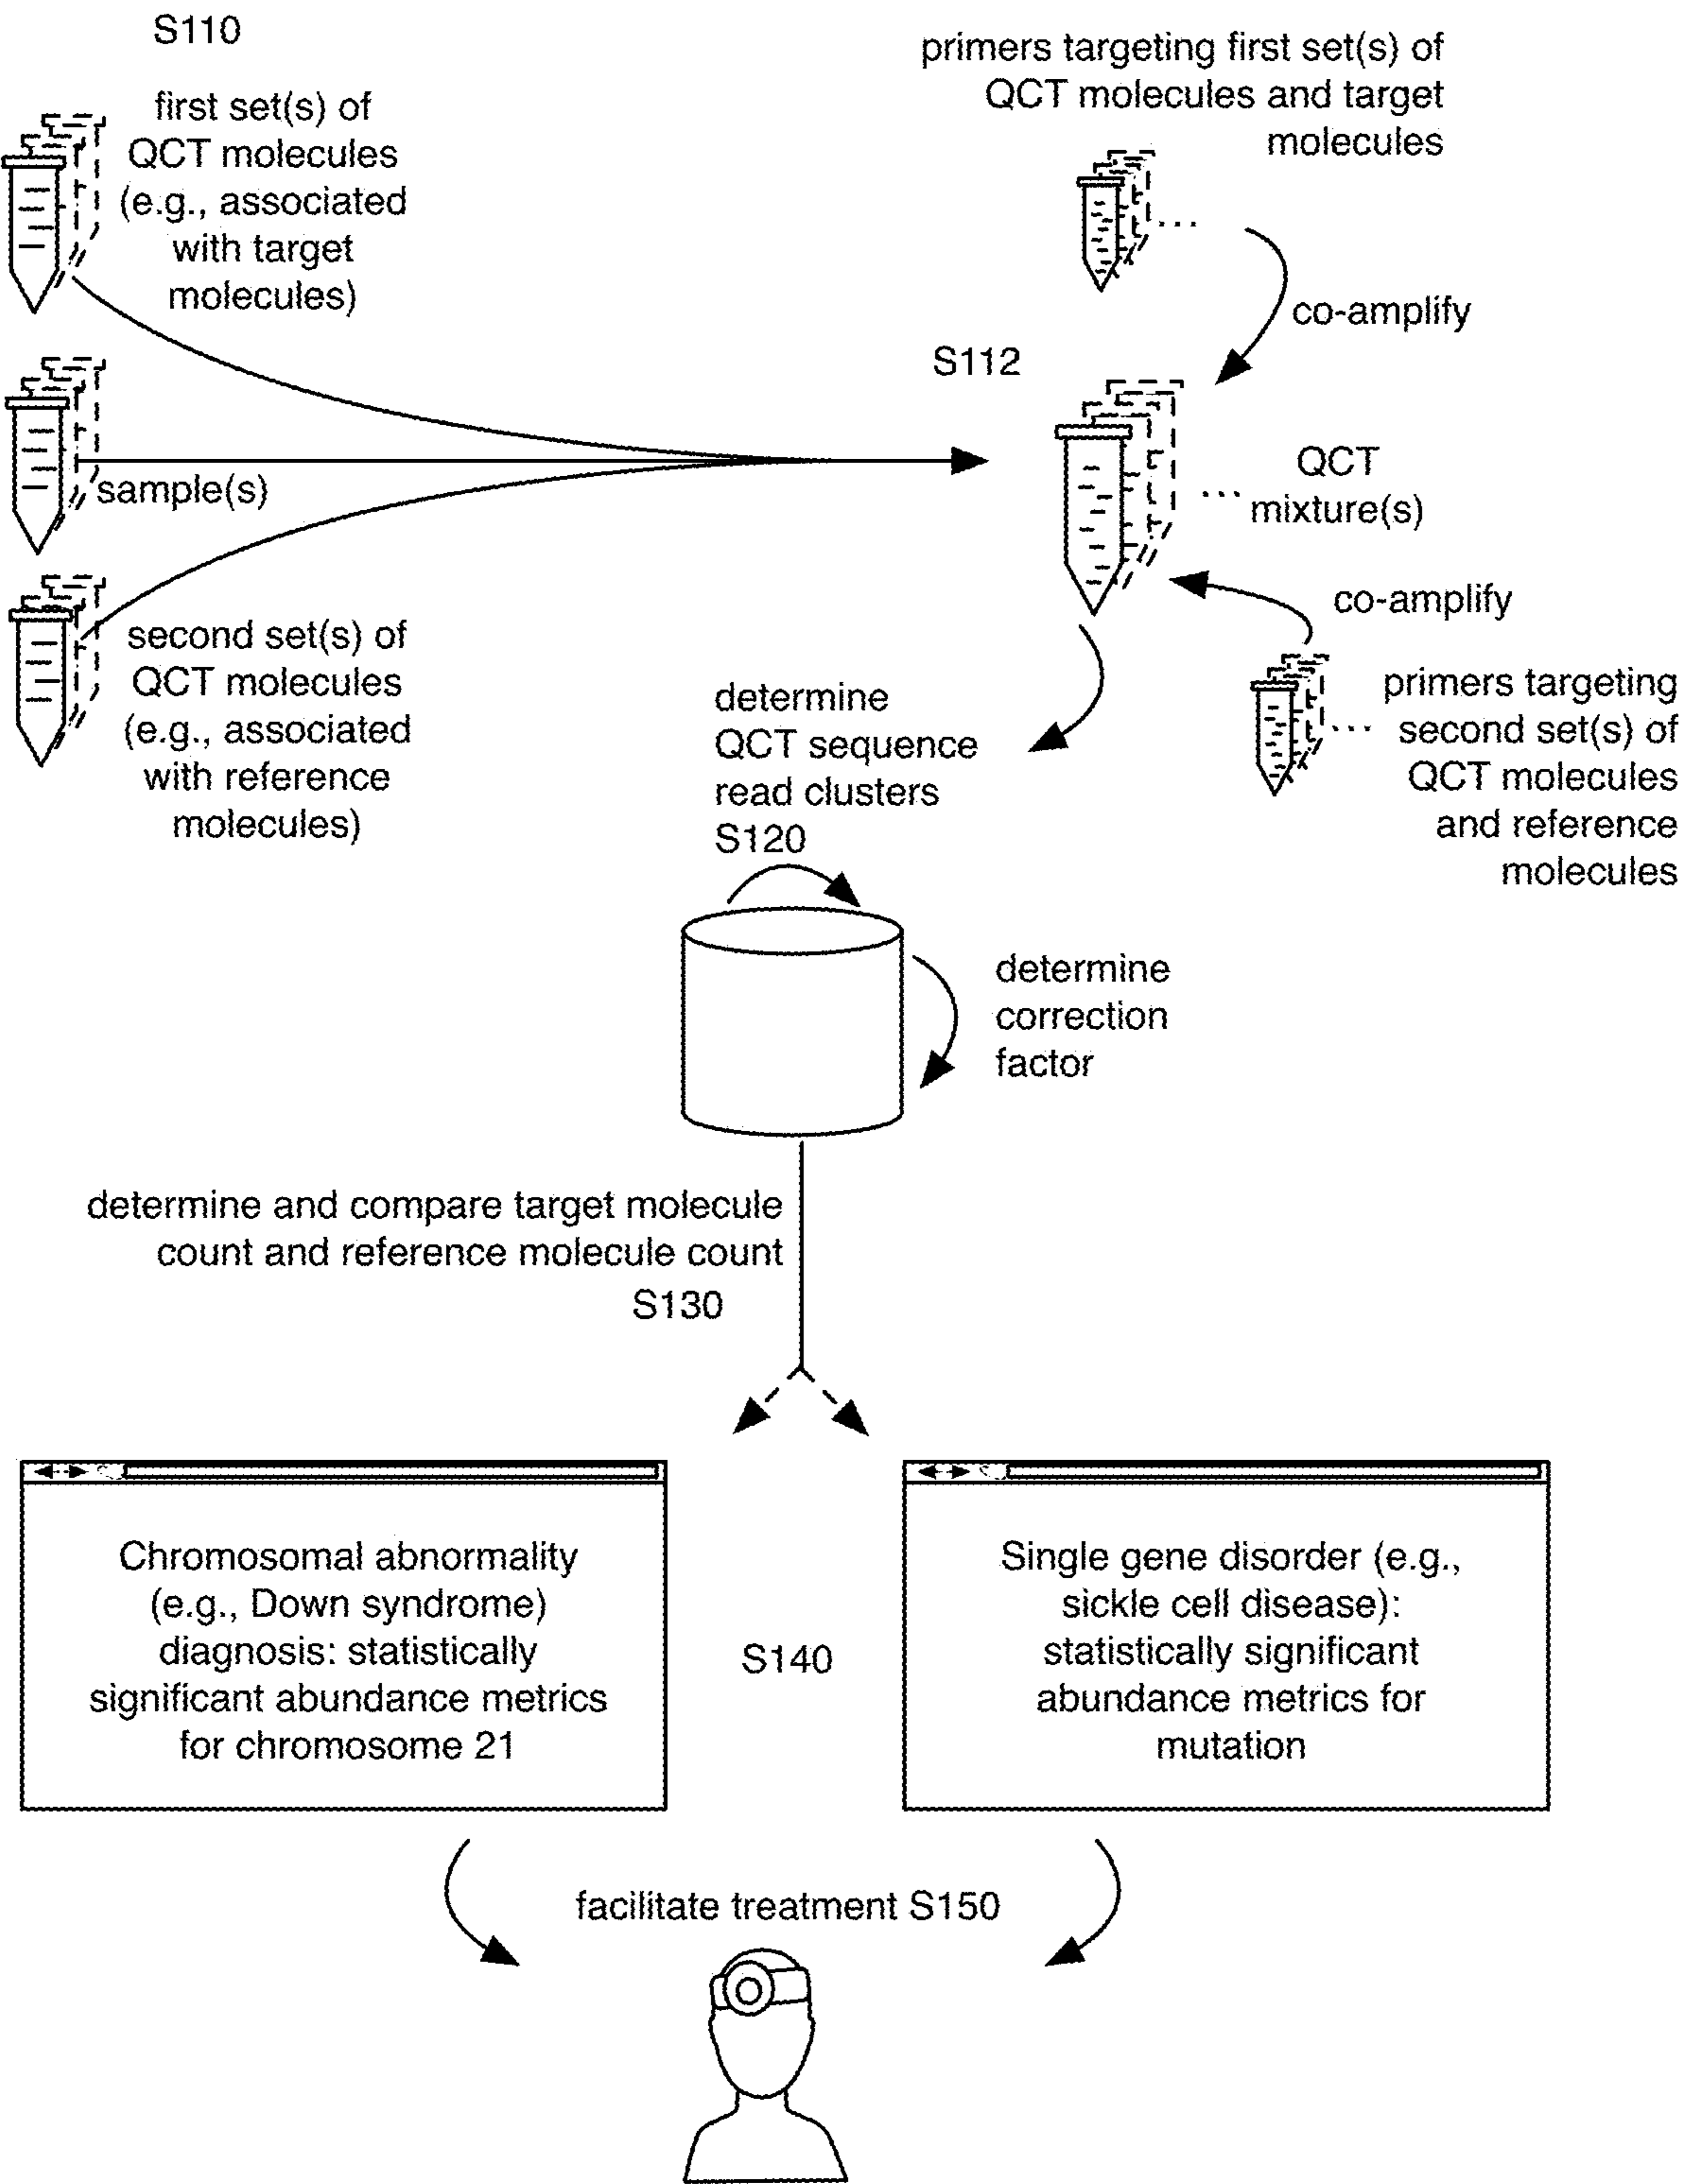 S110
first set(s) of
QCT molecules
(e.g., associated
with target
molecules)
primers targeting first set(s) of
QCT molecules and target
molecules
...
co-amplify
S112
sample(s)
QCT
... mixture(s)
co-amplify
second set(s) of
QCT molecules
(e.g., associated
with reference
molecules)
primers targeting
... second set(s) of
QCT molecules
and reference
molecules
determine
QCT sequence
read clusters
S120
determine
correction
factor
determine and compare target molecule
count and reference molecule count
S130
Chromosomal abnormality
(e.g., Down syndrome)
diagnosis: statistically
significant abundance metrics
for chromosome 21
S140
Single gene disorder (e.g.,
sickle cell disease):
statistically significant
abundance metrics for
mutation
facilitate treatment S150